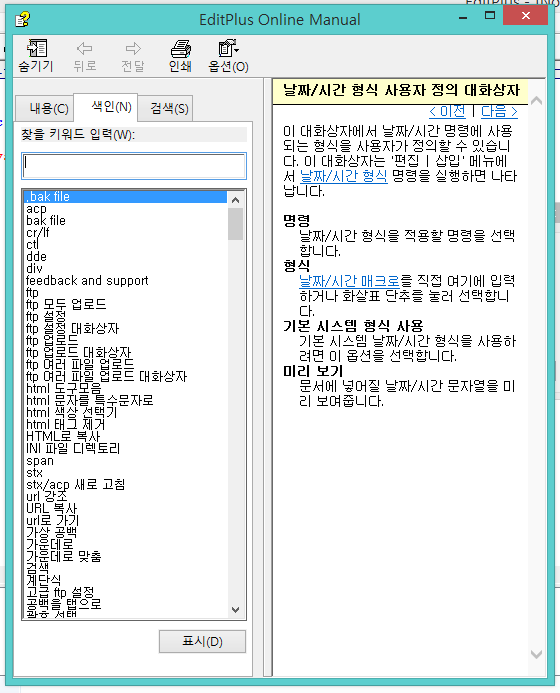 EditPlus Online Manual
숨기기 뒤로 전달 인쇄 옵션(O)
내용(C) 색인(N) 검색(S)
찾을 키워드 입력(W):
.bak file
acp
bak file
cr/lf
ctl
dde
div
feedback and support
ftp
ftp 모두 업로드
ftp 설정
ftp 설정 대화상자
ftp 업로드
ftp 업로드 대화상자
ftp 여러 파일 업로드
ftp 여러 파일 업로드 대화상자
html 도구모음
html 문자를 특수문자로
html 색상 선택기
html 태그 제거
HTML로 복사
INI 파일 디렉토리
span
stx
stx/acp 새로 고침
url 강조
URL 복사
url로 가기
가상 공백
가운데로
가운데로 맞춤
검색
계단식
고급 ftp 설정
공백을 탭으로
괄호 선택
표시(D)
날짜/시간 형식 사용자 정의 대화상자
< 이전 | 다음 >
이 대화상자에서 날짜/시간 명령에 사용
되는 형식을 사용자가 정의할 수 있습니
다. 이 대화상자는 '편집 | 삽입' 메뉴에
서 날짜/시간 형식 명령을 실행하면 나타
납니다.
명령
날짜/시간 형식을 적용할 명령을 선택
합니다.
형식
날짜/시간 매크로를 직접 여기에 입력
하거나 화살표 단추를 눌러 선택합니
다.
기본 시스템 형식 사용
기본 시스템 날짜/시간 형식을 사용하
려면 이 옵션을 선택합니다.
미리 보기
문서에 넣어질 날짜/시간 문자열을 미
리 보여줍니다.